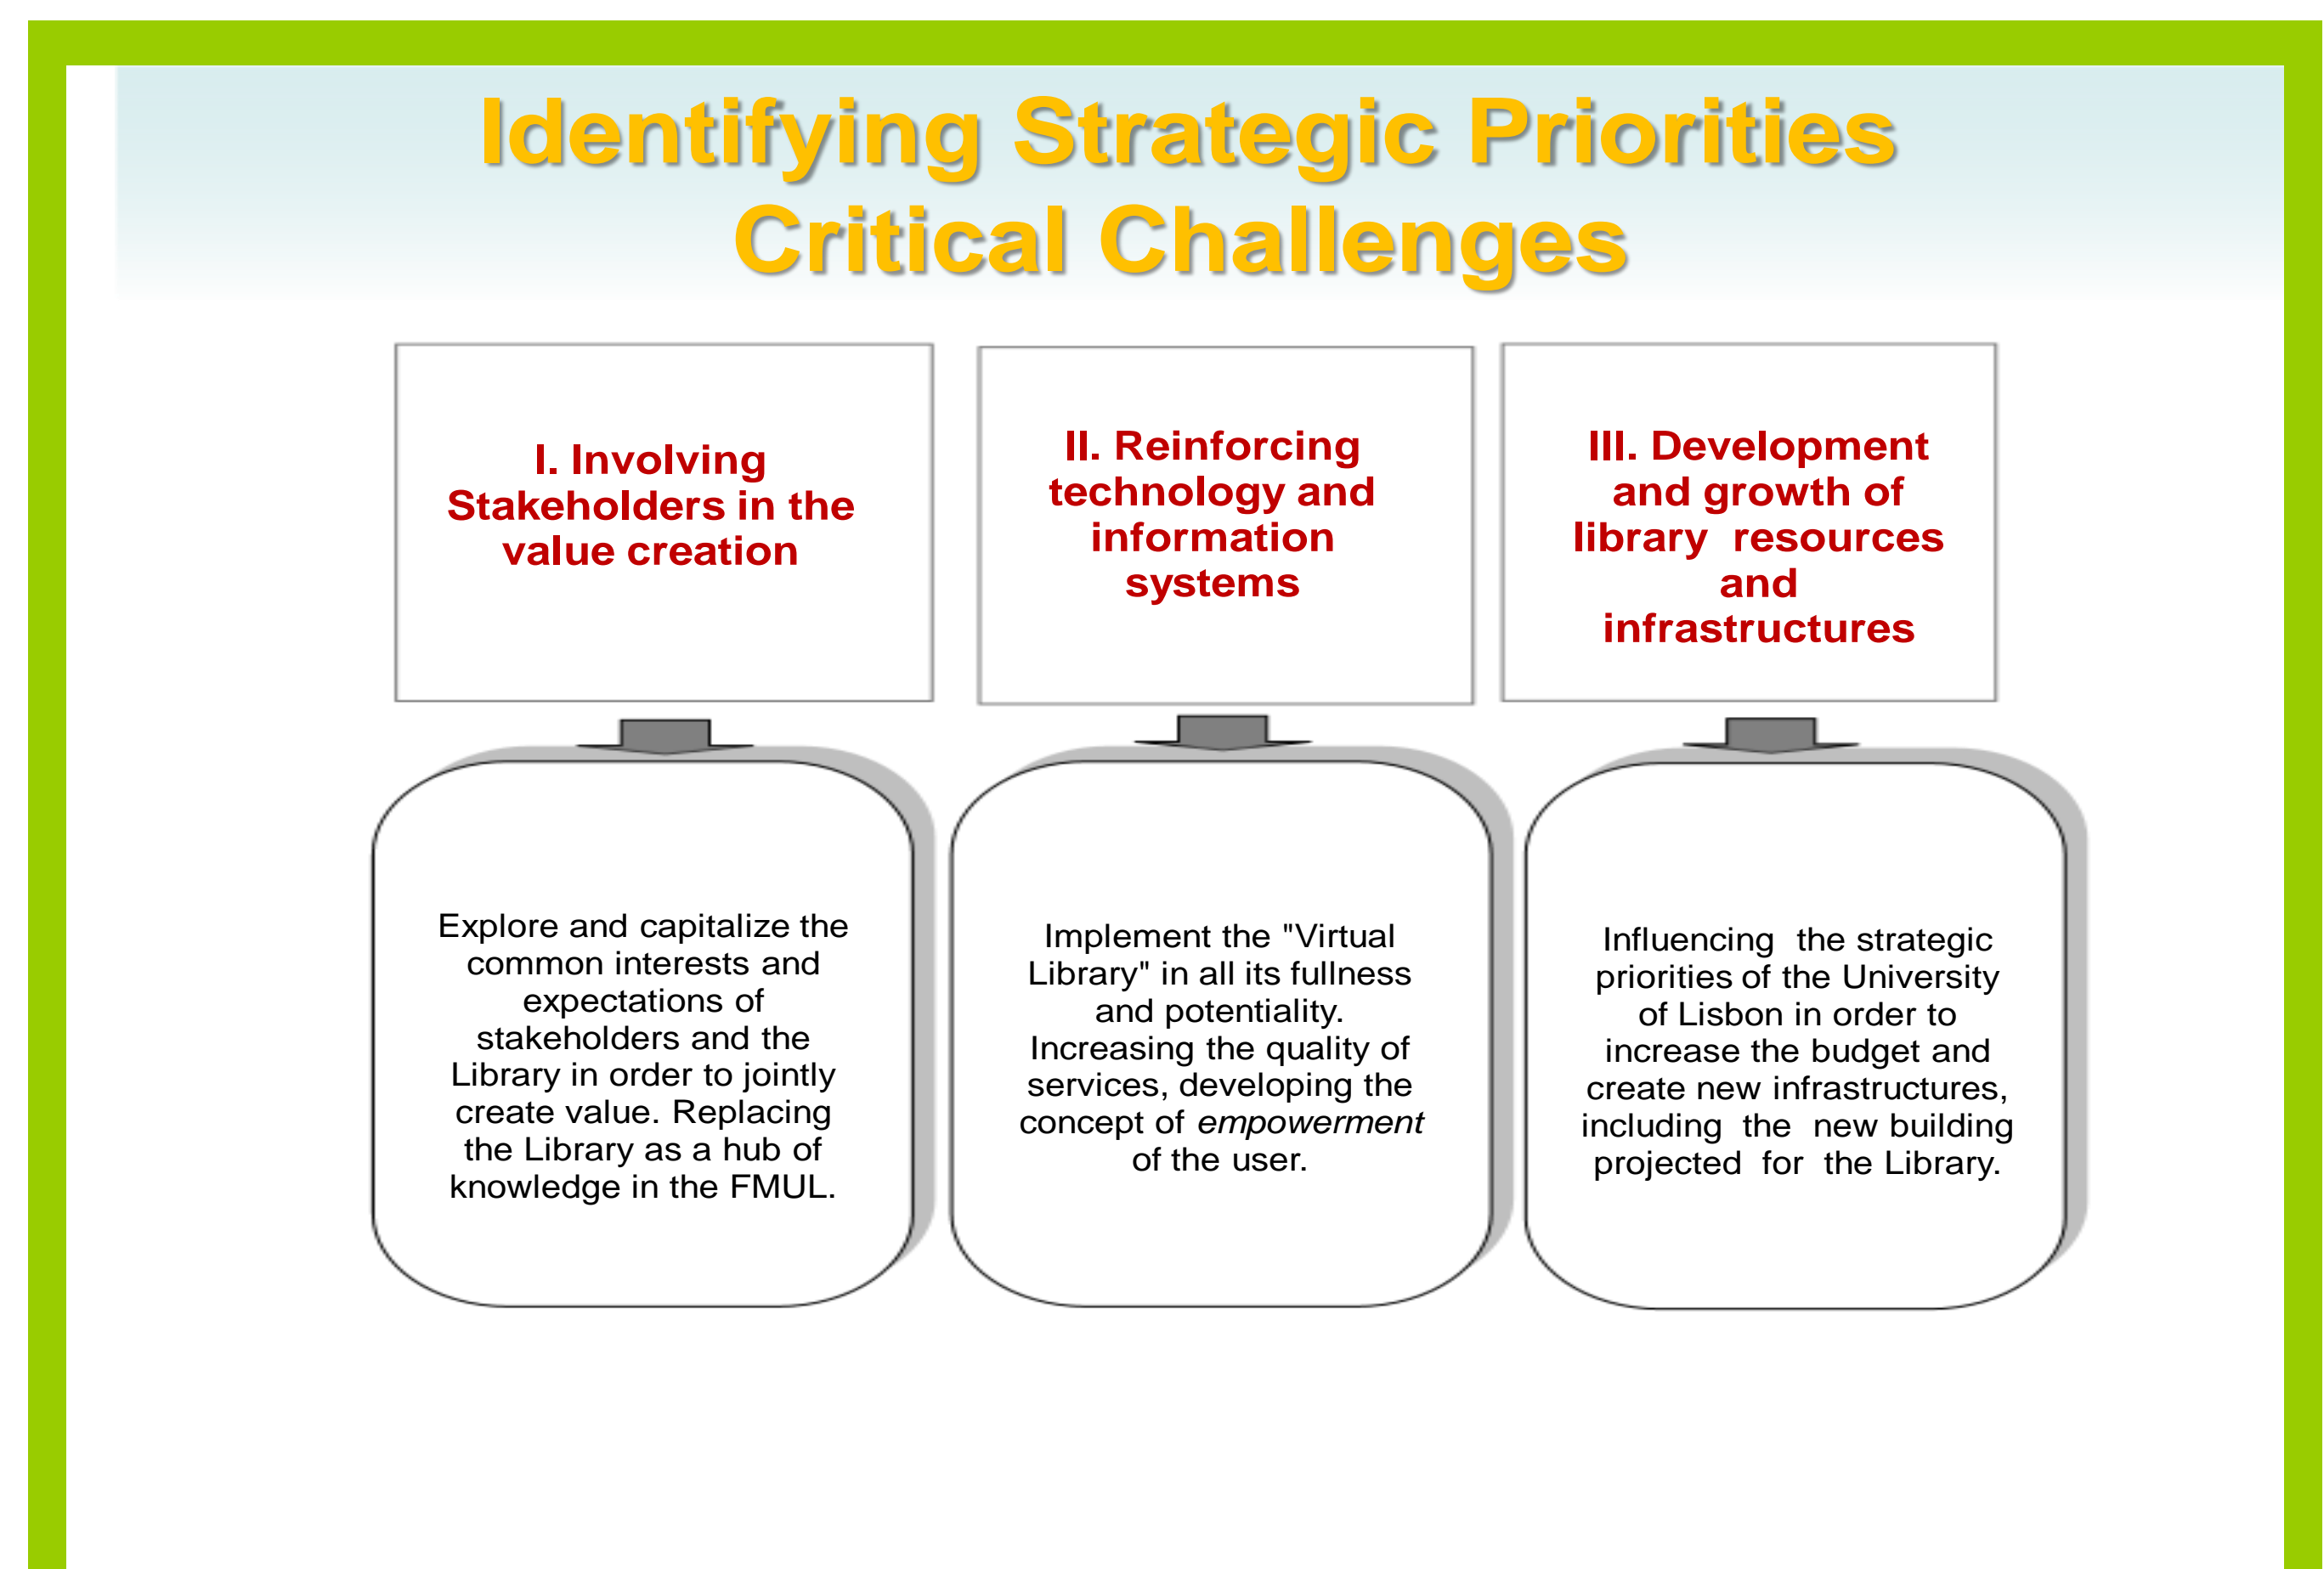 Identifying Strategic Priorities
Critical Challenges
I. Involving
Stakeholders in the
value creation
II. Reinforcing
technology and
information
systems
III. Development
and growth of
library resources
and
infrastructures
Explore and capitalize the
common interests and
expectations of
stakeholders and the
Library in order to jointly
create value. Replacing
the Library as a hub of
knowledge in the FMUL.
Implement the "Virtual
Library" in all its fullness
and potentiality.
Increasing the quality of
services, developing the
concept of empowerment
of the user.
Influencing the strategic
priorities of the University
of Lisbon in order to
increase the budget and
create new infrastructures,
including the new building
projected for the Library.